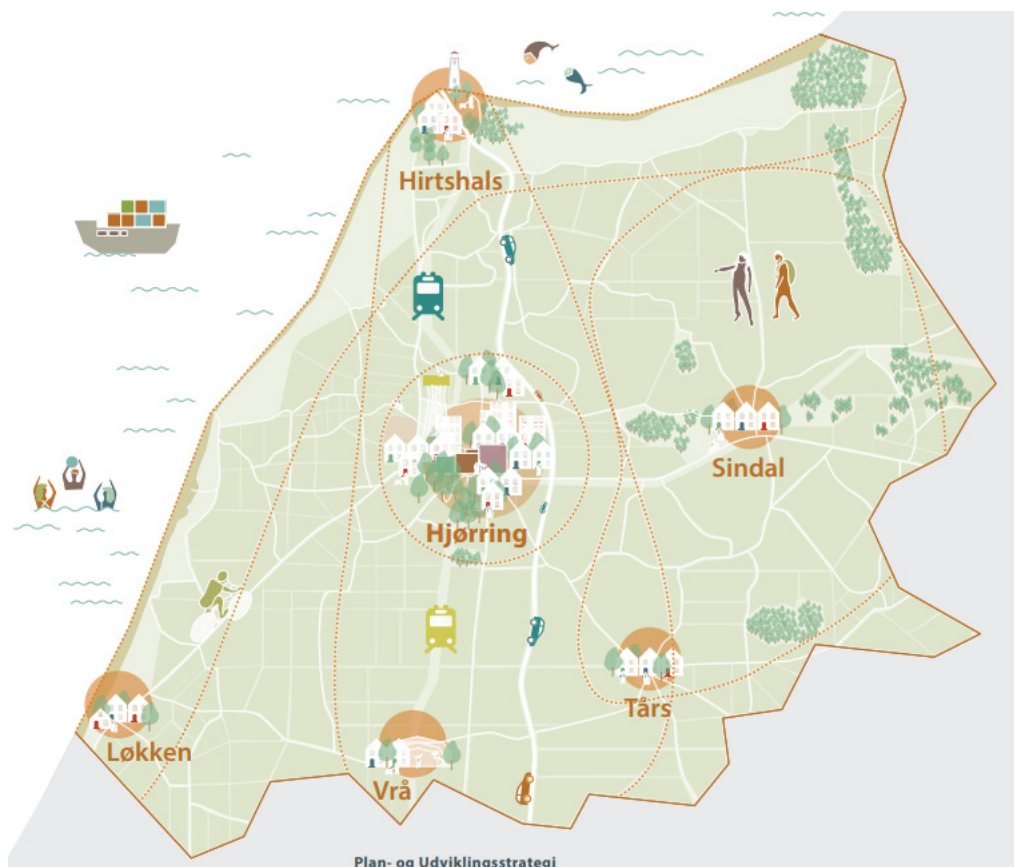 Hirtshals
Sindal
Hjørring
Tårs
Løkken
Vrå
Plan- og Udviklingsstrategi